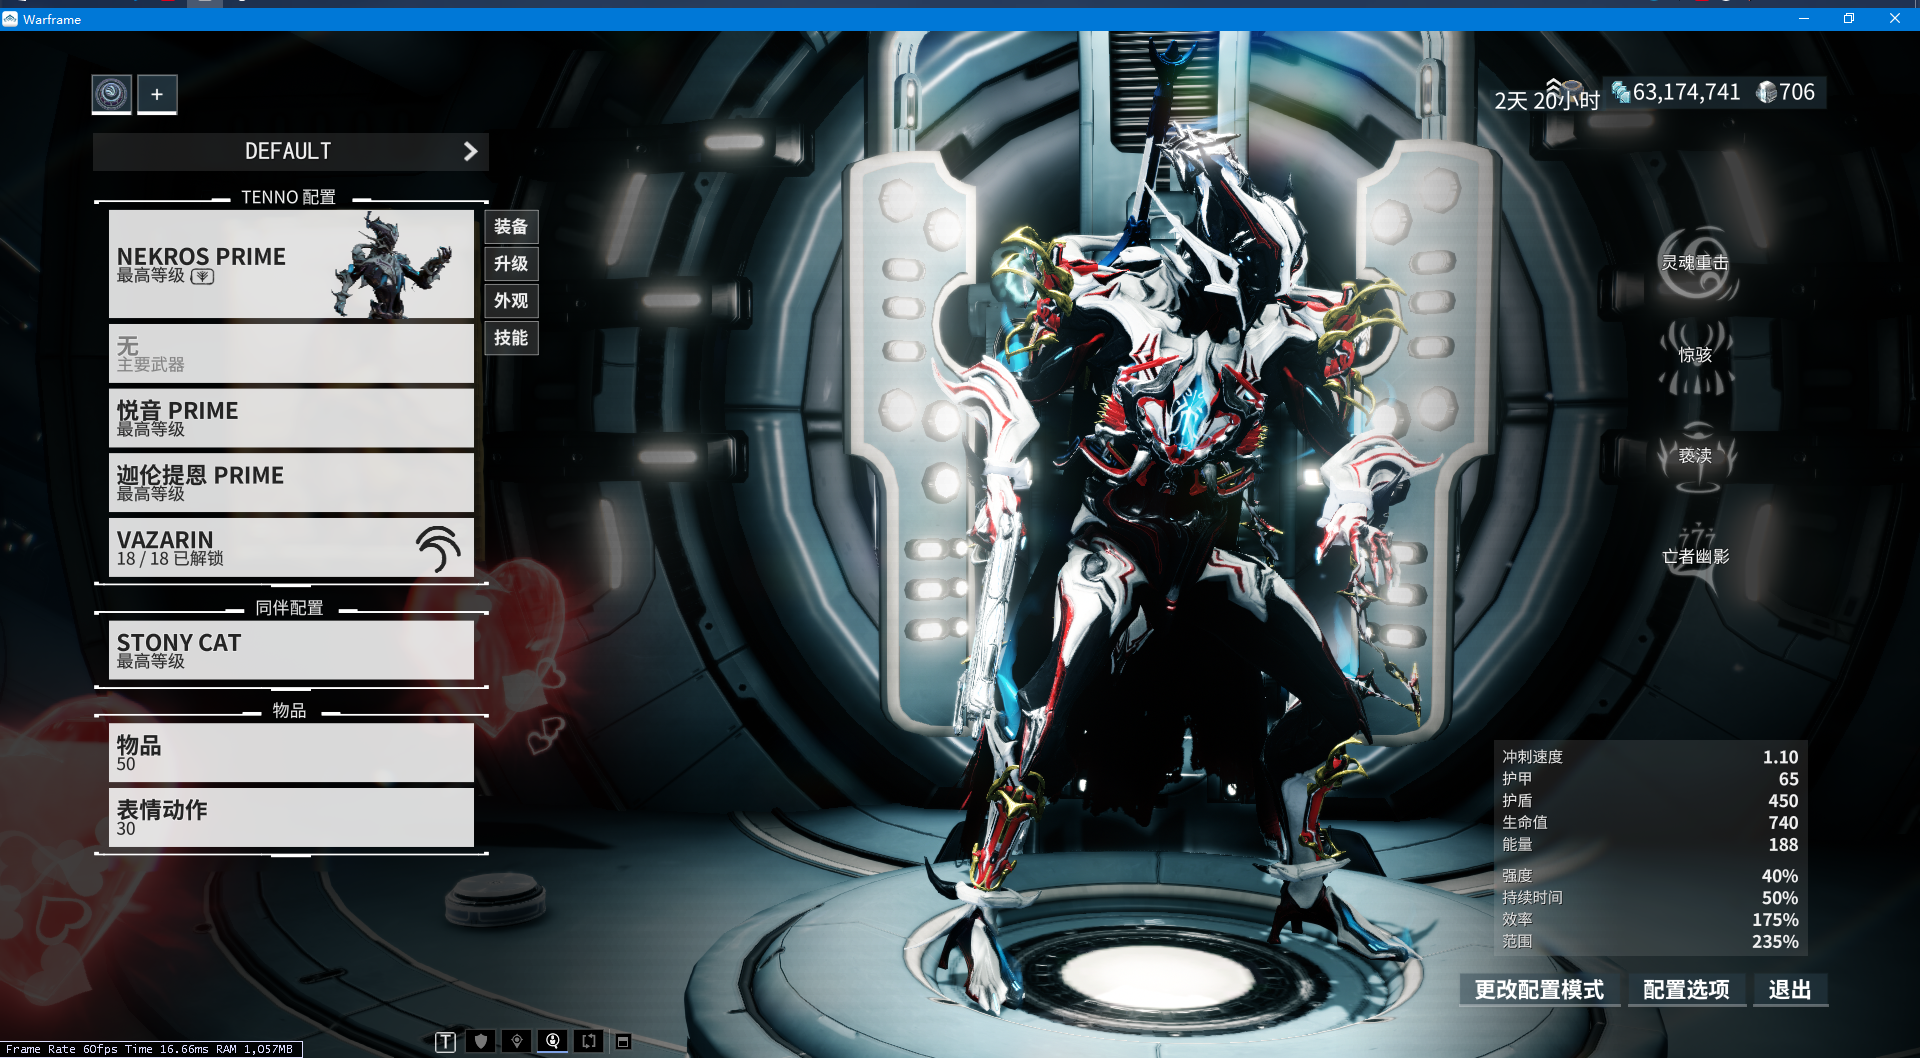 Warframe
+
2天 20小时
63,174,741
706
DEFAULT
TENNO 配置
NEKROS PRIME
最高等级
装备
升级
外观
技能
无
主要武器
悦音 PRIME
最高等级
迦伦提恩 PRIME
最高等级
VAZARIN
18 / 18 已解锁
同伴配置
STONY CAT
最高等级
物品
物品
50
表情动作
30
灵魂重击
惊骇
亵渎
亡者幽影
冲刺速度 1.10
护甲 65
护盾 450
生命值 740
能量 188
强度 40%
持续时间 50%
效率 175%
范围 235%
更改配置模式
配置选项
退出
T
Frame Rate 60fps Time 16.66ms RAM 1,057MB